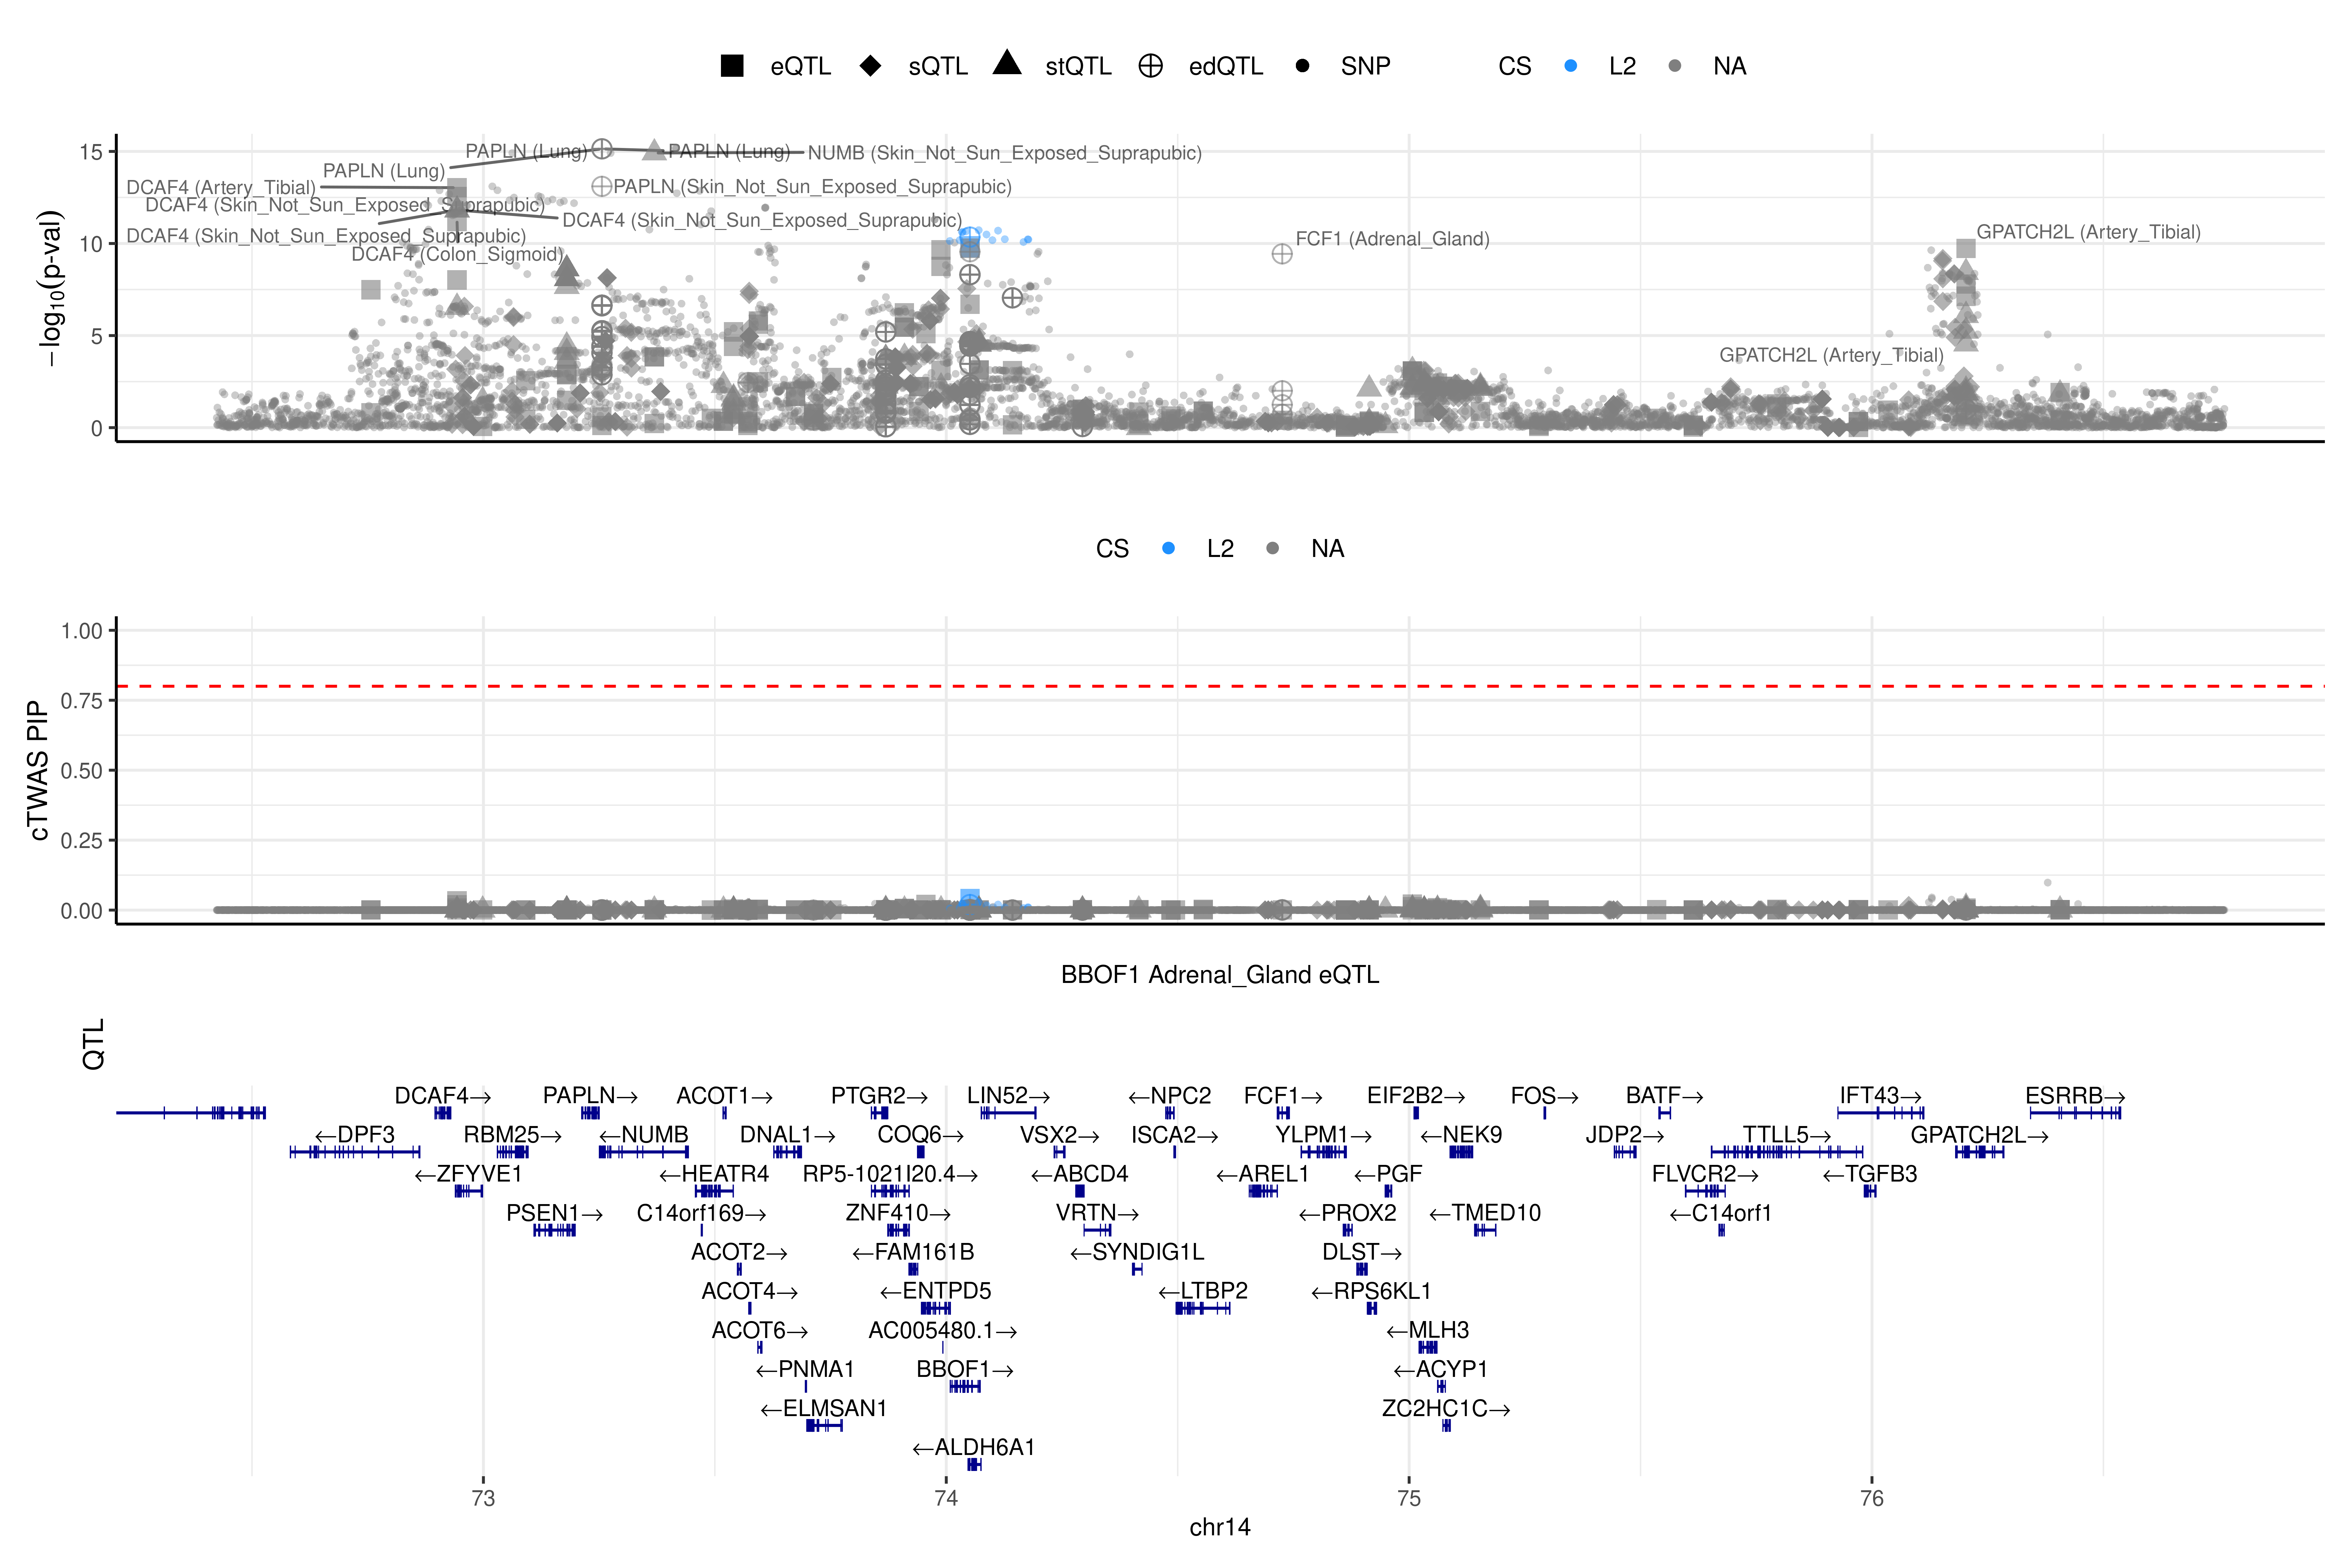 eQTL sQTL stQTL edQTL SNP CS L2 NA
−log10(p-val)
15
10
5
0
PAPLN (Lung)
PAPLN (Lung)
NUMB (Skin_Not_Sun_Exposed_Suprapubic)
PAPLN (Lung)
DCAF4 (Artery_Tibial)
PAPLN (Skin_Not_Sun_Exposed_Suprapubic)
DCAF4 (Skin_Not_Sun_Exposed_Suprapubic)
DCAF4 (Skin_Not_Sun_Exposed_Suprapubic)
DCAF4 (Skin_Not_Sun_Exposed_Suprapubic)
DCAF4 (Colon_Sigmoid)
FCF1 (Adrenal_Gland)
GPATCH2L (Artery_Tibial)
GPATCH2L (Artery_Tibial)
CS L2 NA
cTWAS PIP
1.00
0.75
0.50
0.25
0.00
BBOF1 Adrenal_Gland eQTL
QTL
DCAF4→ PAPLN→ ACOT1→ PTGR2→ LIN52→ ←NPC2 FCF1→ EIF2B2→ FOS→ BATF→ IFT43→ ESRRB→
←DPF3 RBM25→ ←NUMB DNAL1→ COQ6→ VSX2→ ISCA2→ YLPM1→ ←NEK9 JDP2→ TTLL5→ GPATCH2L→
←ZFYVE1 ←HEATR4 RP5-1021I20.4→ ←ABCD4 ←AREL1 ←PGF FLVCR2→ ←TGFB3
PSEN1→ C14orf169→ ZNF410→ VRTN→ ←PROX2 ←TMED10 ←C14orf1
ACOT2→ ←FAM161B ←SYNDIG1L DLST→
ACOT4→ ←ENTPD5 ←LTBP2 ←RPS6KL1
ACOT6→ AC005480.1→ ←MLH3
←PNMA1 BBOF1→ ←ACYP1
←ELMSAN1 ZC2HC1C→
←ALDH6A1
73 74 75 76
chr14